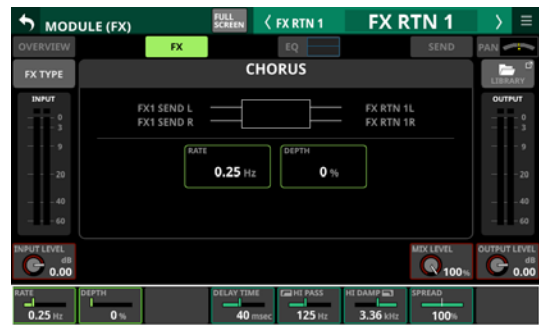 MODULE (FX)
FULL SCREEN
FX RTN 1
FX RTN 1
OVERVIEW
FX
EQ
SEND
PAN
FX TYPE
CHORUS
LIBRARY
INPUT
0
3
9
20
40
60
FX1 SEND L
FX1 SEND R
FX RTN 1L
FX RTN 1R
RATE
0.25 Hz
DEPTH
0 %
OUTPUT
0
3
9
20
40
60
INPUT LEVEL
dB
0.00
MIX LEVEL
100%
OUTPUT LEVEL
dB
0.00
RATE
0.25 Hz
DEPTH
0 %
DELAY TIME
40 msec
HI PASS
125 Hz
HI DAMP
3.36 kHz
SPREAD
100%